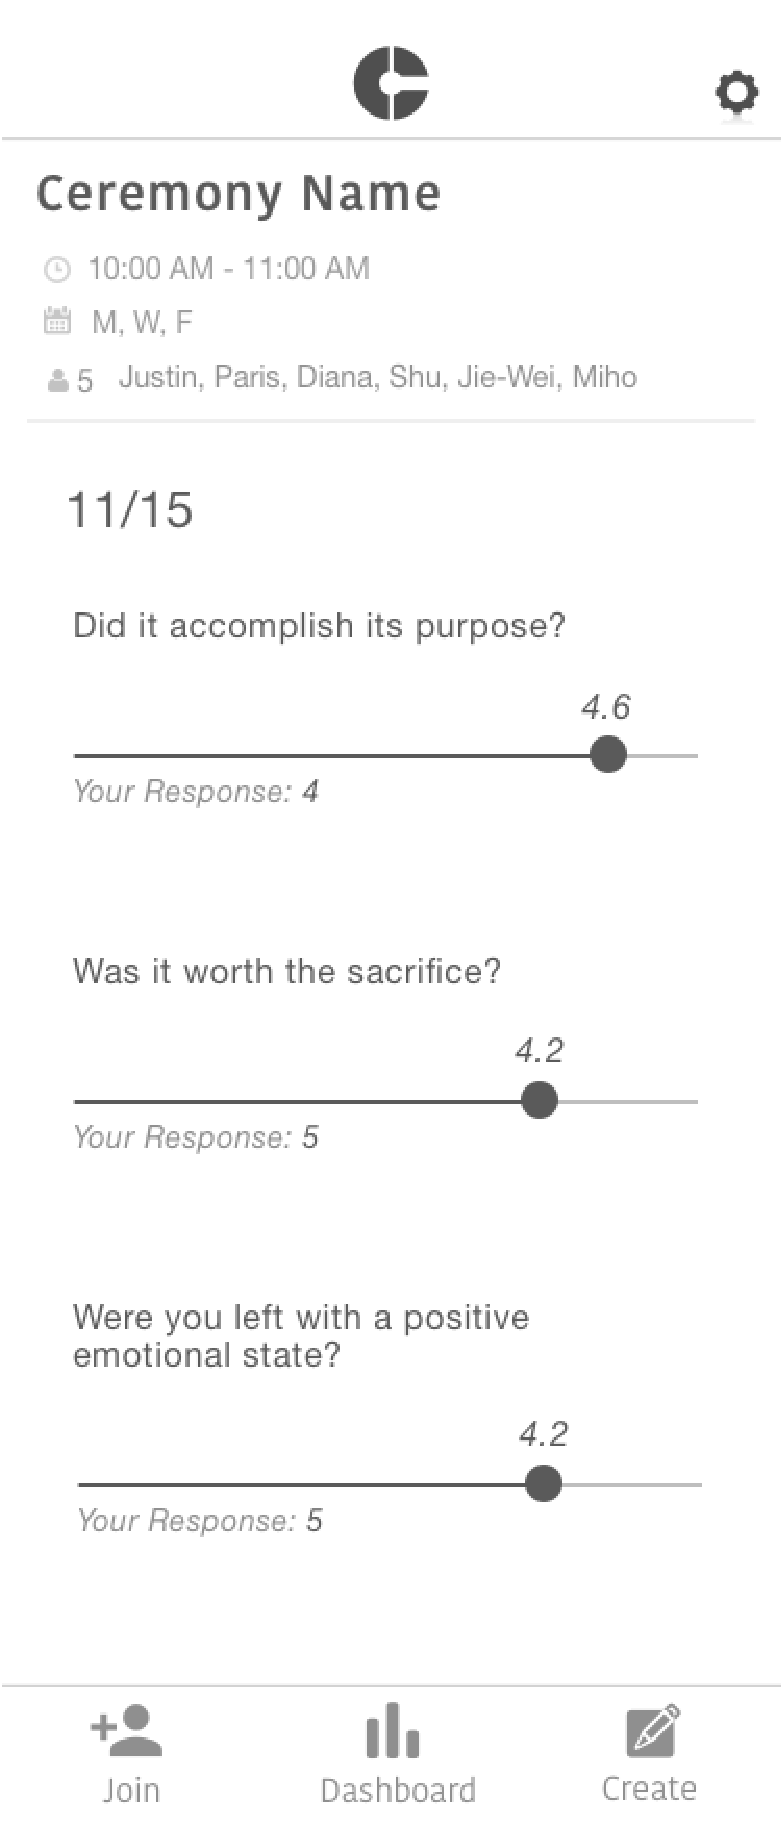 Ceremony Name
10:00 AM - 11:00 AM
M, W, F
5 Justin, Paris, Diana, Shu, Jie-Wei, Miho
11/15
Did it accomplish its purpose?
4.6
Your Response: 4
Was it worth the sacrifice?
4.2
Your Response: 5
Were you left with a positive
emotional state?
4.2
Your Response: 5
Join Dashboard Create